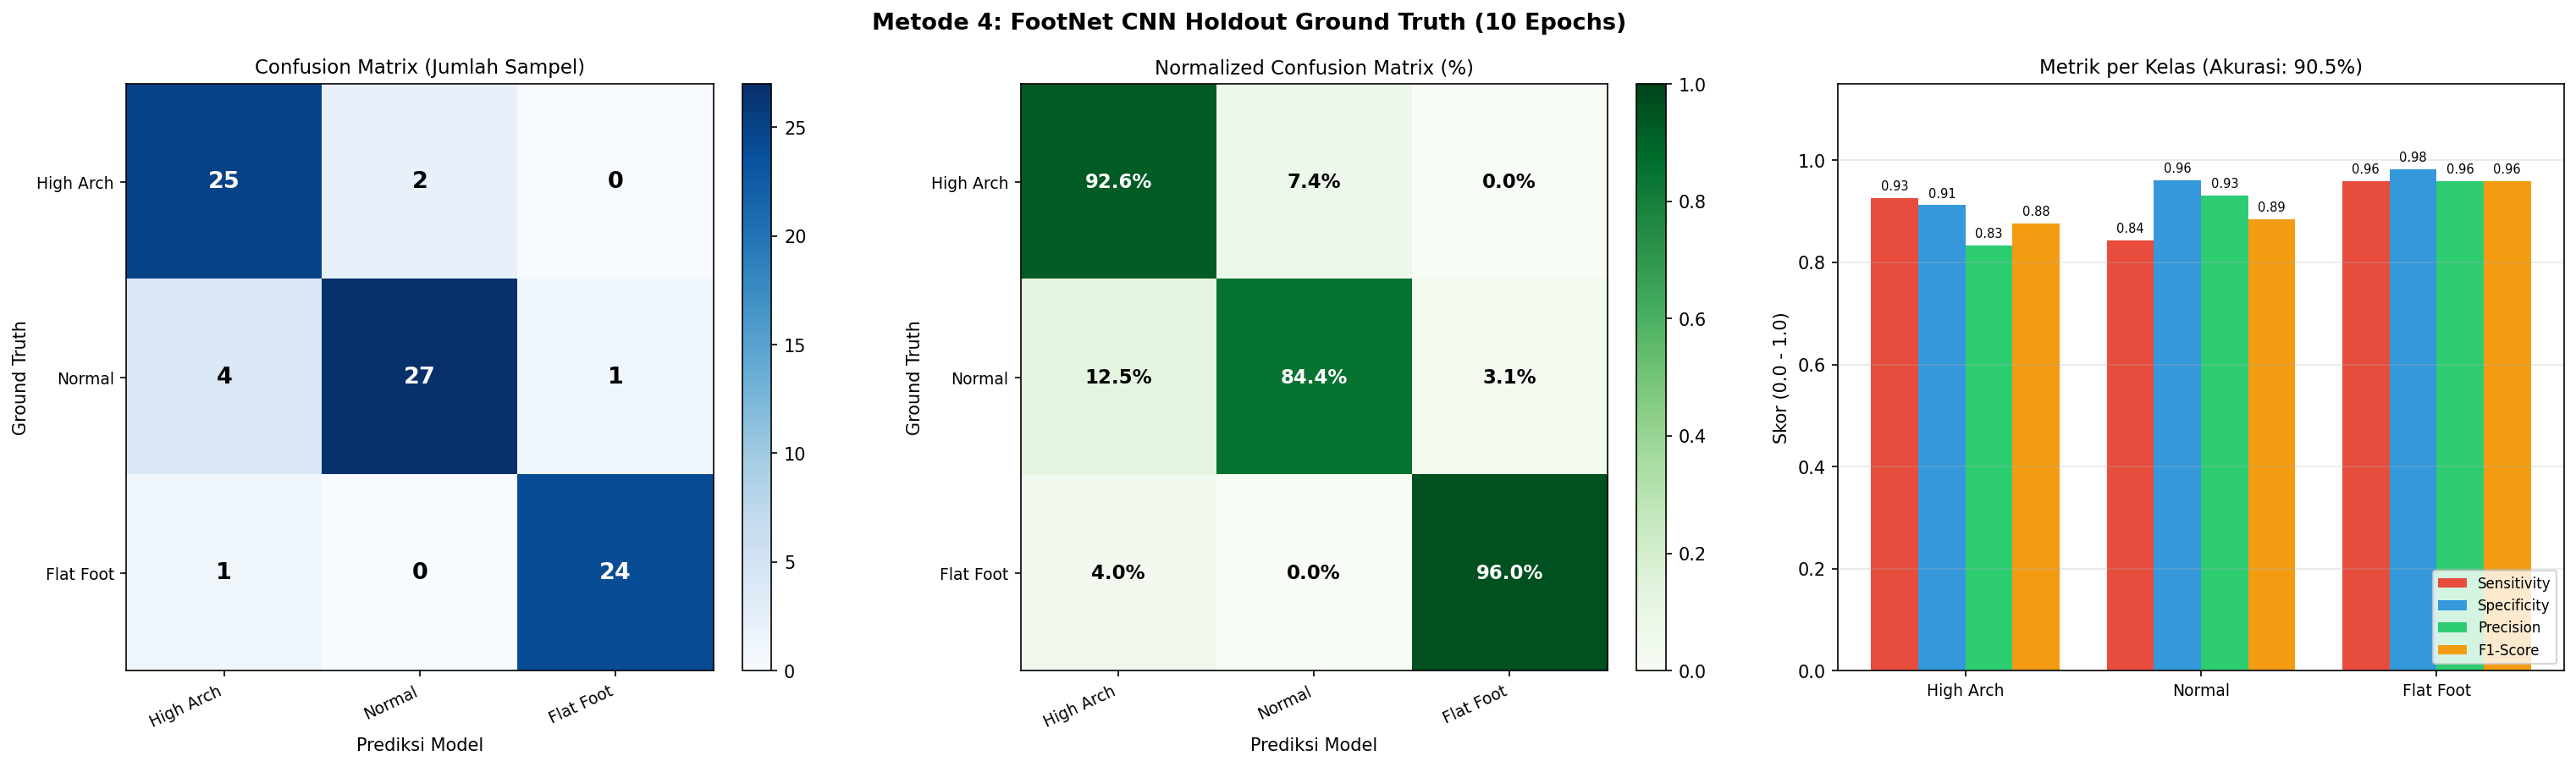 Metode 4: FootNet CNN Holdout Ground Truth (10 Epochs)
Confusion Matrix (Jumlah Sampel)
Ground Truth
High Arch
Normal
Flat Foot
25 2 0
4 27 1
1 0 24
High Arch Normal Flat Foot
Prediksi Model
25
20
15
10
5
0
Normalized Confusion Matrix (%)
Ground Truth
High Arch
Normal
Flat Foot
92.6% 7.4% 0.0%
12.5% 84.4% 3.1%
4.0% 0.0% 96.0%
High Arch Normal Flat Foot
Prediksi Model
1.0
0.8
0.6
0.4
0.2
0.0
Metrik per Kelas (Akurasi: 90.5%)
Skor (0.0 - 1.0)
1.0
0.8
0.6
0.4
0.2
0.0
0.93 0.91 0.83 0.88
0.84 0.96 0.93 0.89
0.96 0.98 0.96 0.96
Sensitivity
Specificity
Precision
F1-Score
High Arch Normal Flat Foot